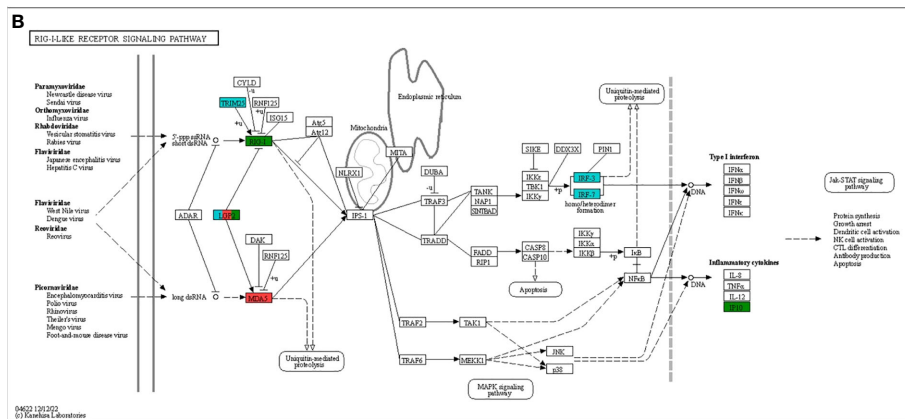 B
RIG-I-LIKE RECEPTOR SIGNALING PATHWAY
Paramyxoviridae
Newcastle disease virus
Sendai virus
Orthomyxoviridae
Influenza virus
Rhabdoviridae
Vesicular stomatitis virus
Rabies virus
Flaviviridae
Japanese encephalitis virus
Hepatitis C virus
Flaviviridae
West Nile virus
Dengue virus
Reoviridae
Reovirus
Picornaviridae
Encephalomyocarditis virus
Polio virus
Rhinovirus
Theiler's virus
Mengo virus
Foot-and-mouse disease virus
5'-ppp ssRNA
short dsRNA
ADAR
long dsRNA
CYLD
-u
TRIM25
RNF125
+u
+u
ISG15
RIG-I
LGP2
DAK
RNF125
+u
MDA5
Atg5
Atg12
Ubiquitin-mediated
proteolysis
Mitochondria
Endoplasmic reticulum
NLRX1
MITA
IPS-1
DUBA
-u
TRAF3
TRADD
TANK
NAP1
SINTBAD
SIKE
DDX3X
PIN1
IKKε
TBK1
IKKγ
+p
IRF-3
IRF-7
homo/heterodimer
formation
Ubiquitin-mediated
proteolysis
FADD
RIP1
CASP8
CASP10
Apoptosis
IKKγ
IKKα
IKKβ
+p
IκB
NFκB
TRAF2
TAK1
TRAF6
MEKK1
JNK
p38
MAPK signaling
pathway
DNA
DNA
Type I interferon
IFNα
IFNβ
IFNω
IFNε
IFNκ
Inflammatory cytokines
IL-8
TNFα
IL-12
IP10
Jak-STAT signaling
pathway
Protein synthesis
Growth arrest
Dendritic cell activation
NK cell activation
CTL differentiation
Antibody production
Apoptosis
04622 12/12/22
(c) Kanehisa Laboratories